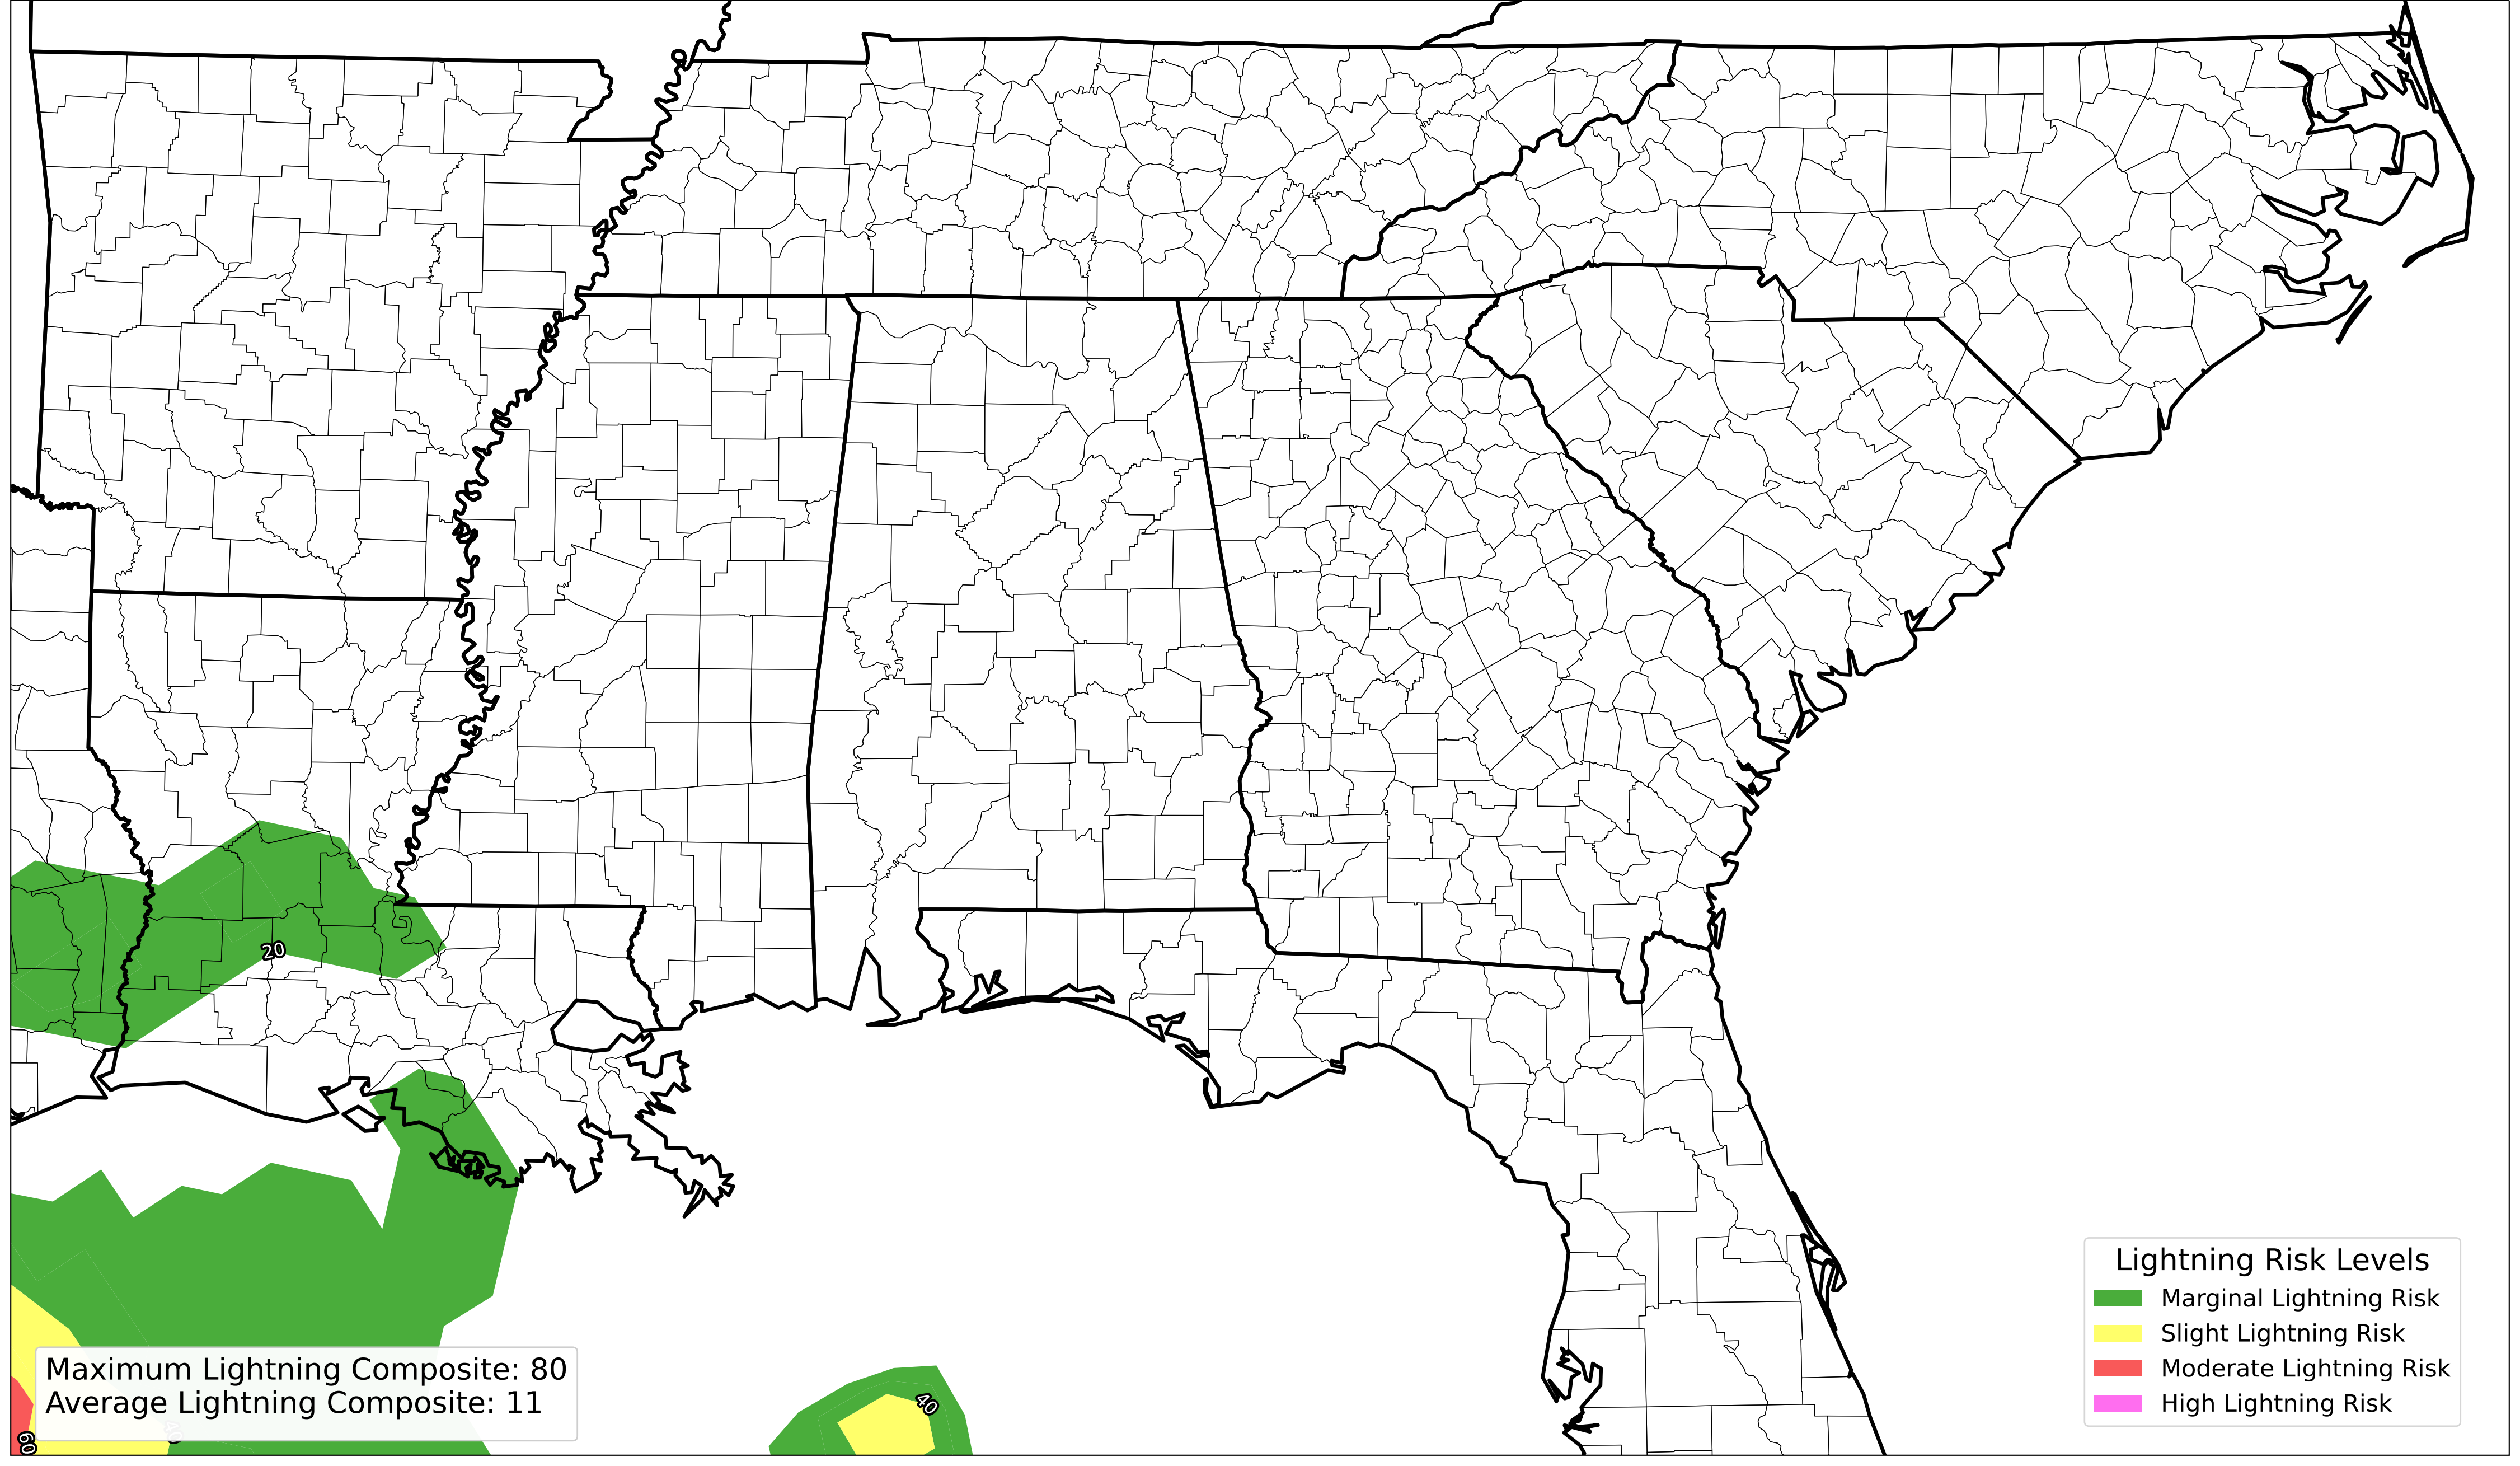 20
Lightning Risk Levels
Marginal Lightning Risk
Slight Lightning Risk
Moderate Lightning Risk
High Lightning Risk
Maximum Lightning Composite: 80
Average Lightning Composite: 11
40
40
60